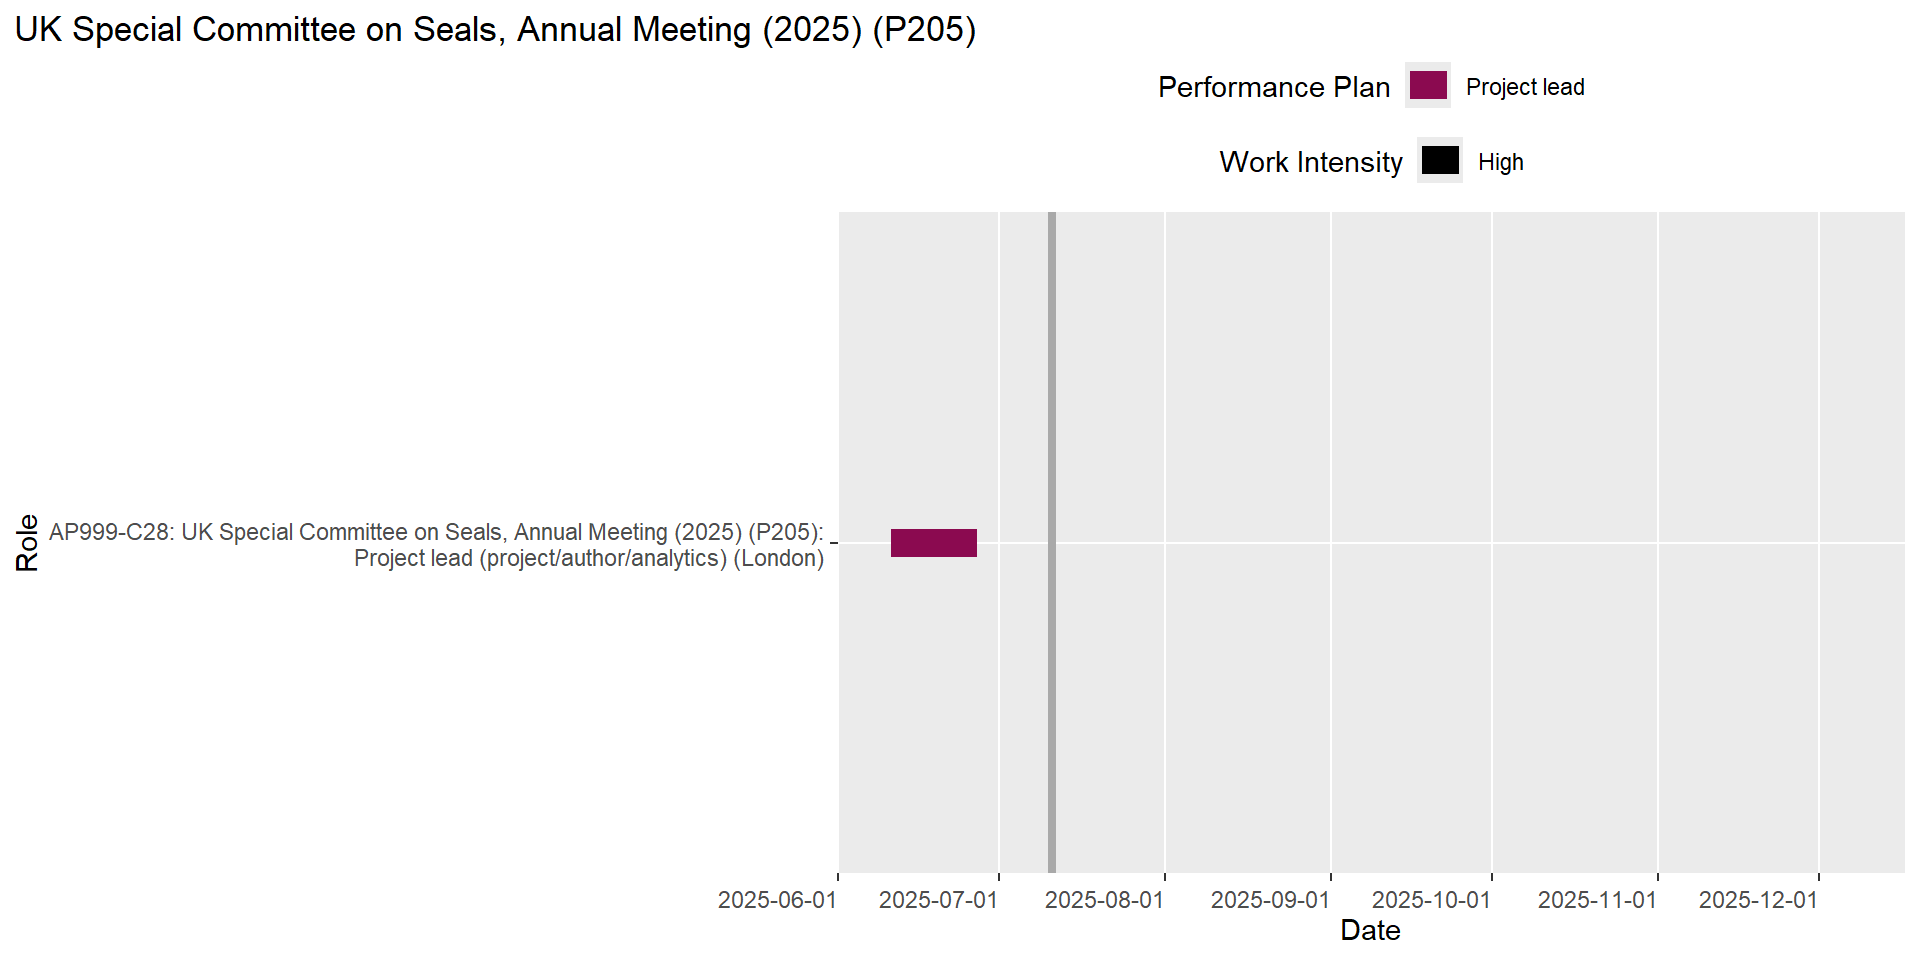 UK Special Committee on Seals, Annual Meeting (2025) (P205)
Performance Plan
Project lead
Work Intensity
High
Role
AP999-C28: UK Special Committee on Seals, Annual Meeting (2025) (P205):
Project lead (project/author/analytics) (London)
2025-06-01
2025-07-01
2025-08-01
2025-09-01
2025-10-01
2025-11-01
2025-12-01
Date